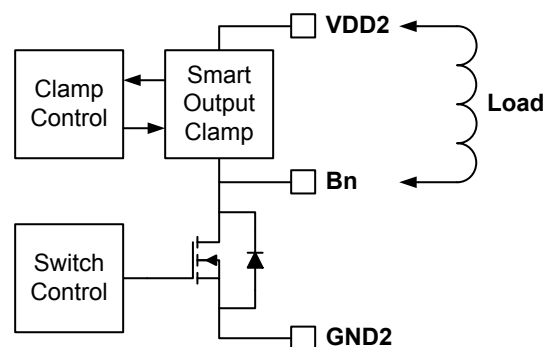 VDD2
Clamp
Control
Smart
Output
Clamp
Load
Bn
Switch
Control
GND2